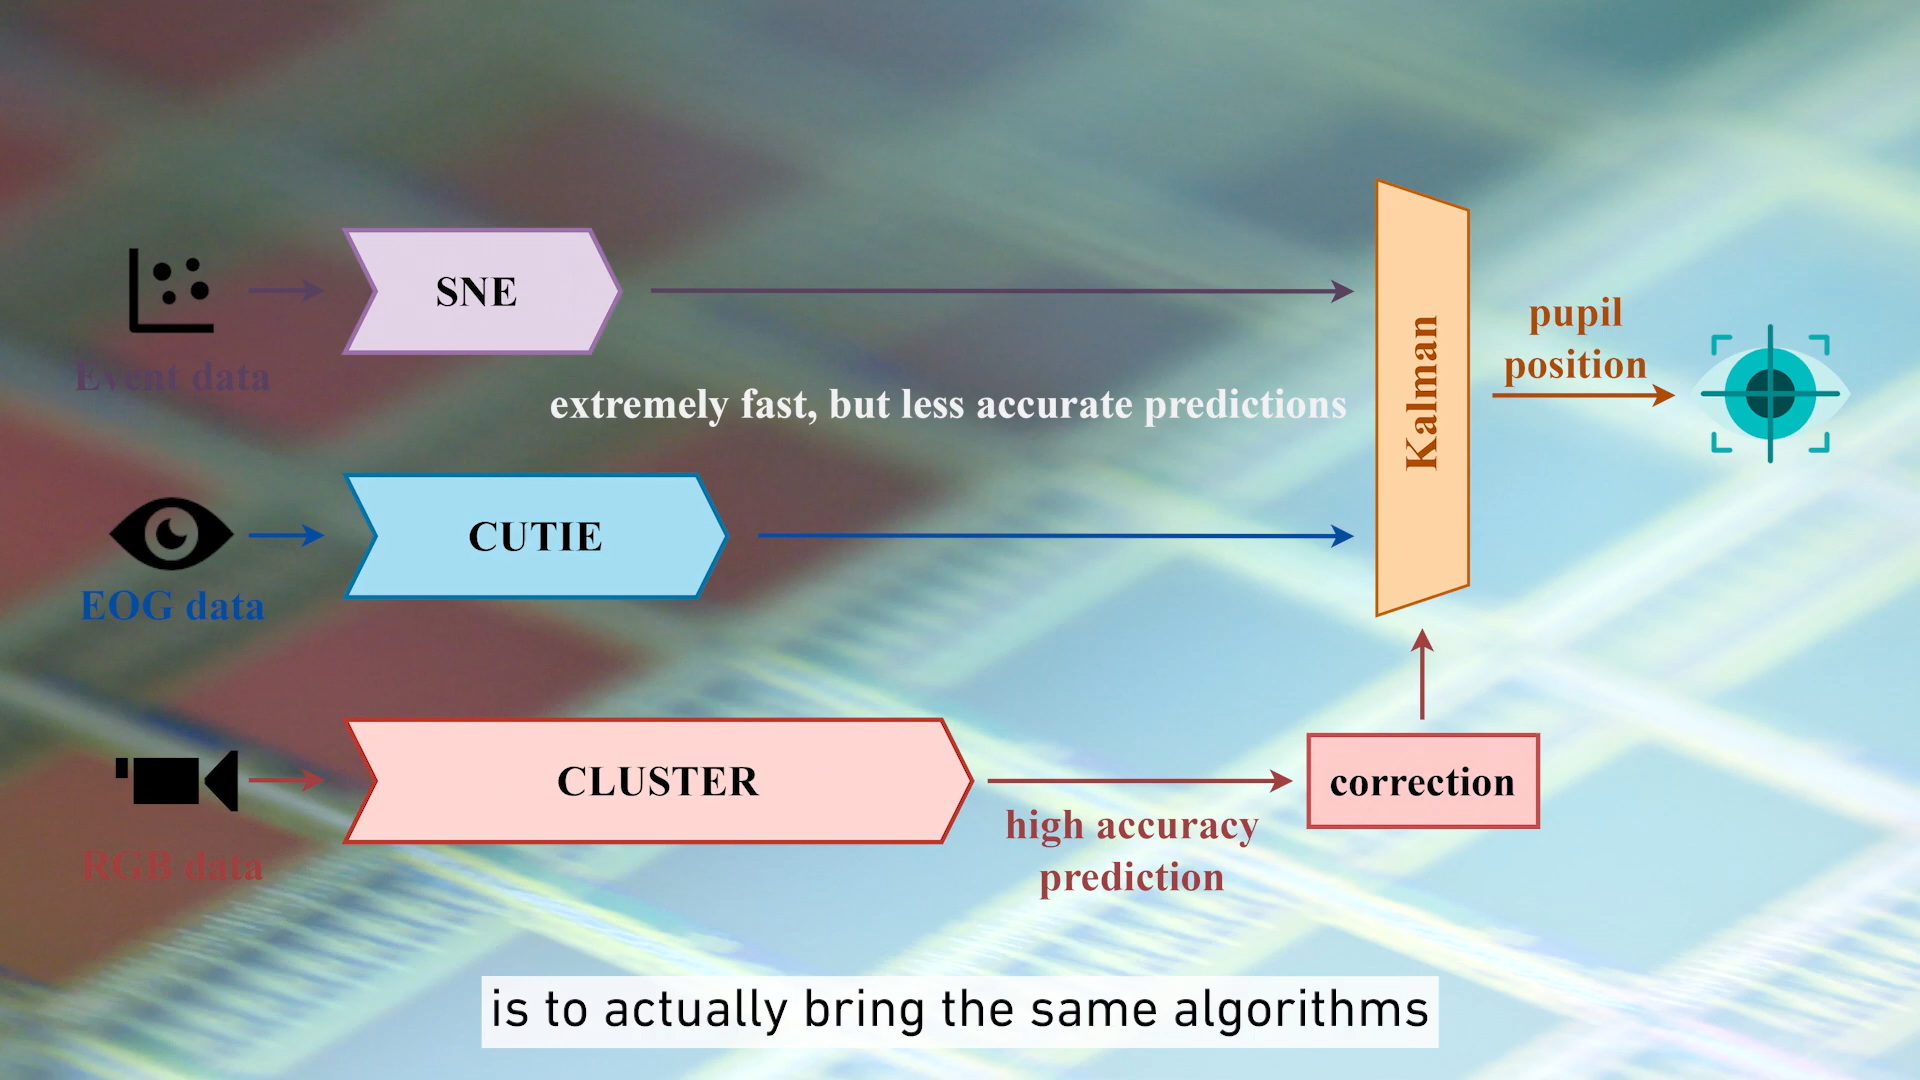 SNE
Event data
extremely fast, but less accurate predictions
CUTIE
EOG data
Kalman
pupil
position
CLUSTER
RGB data
high accuracy
prediction
correction
is to actually bring the same algorithms